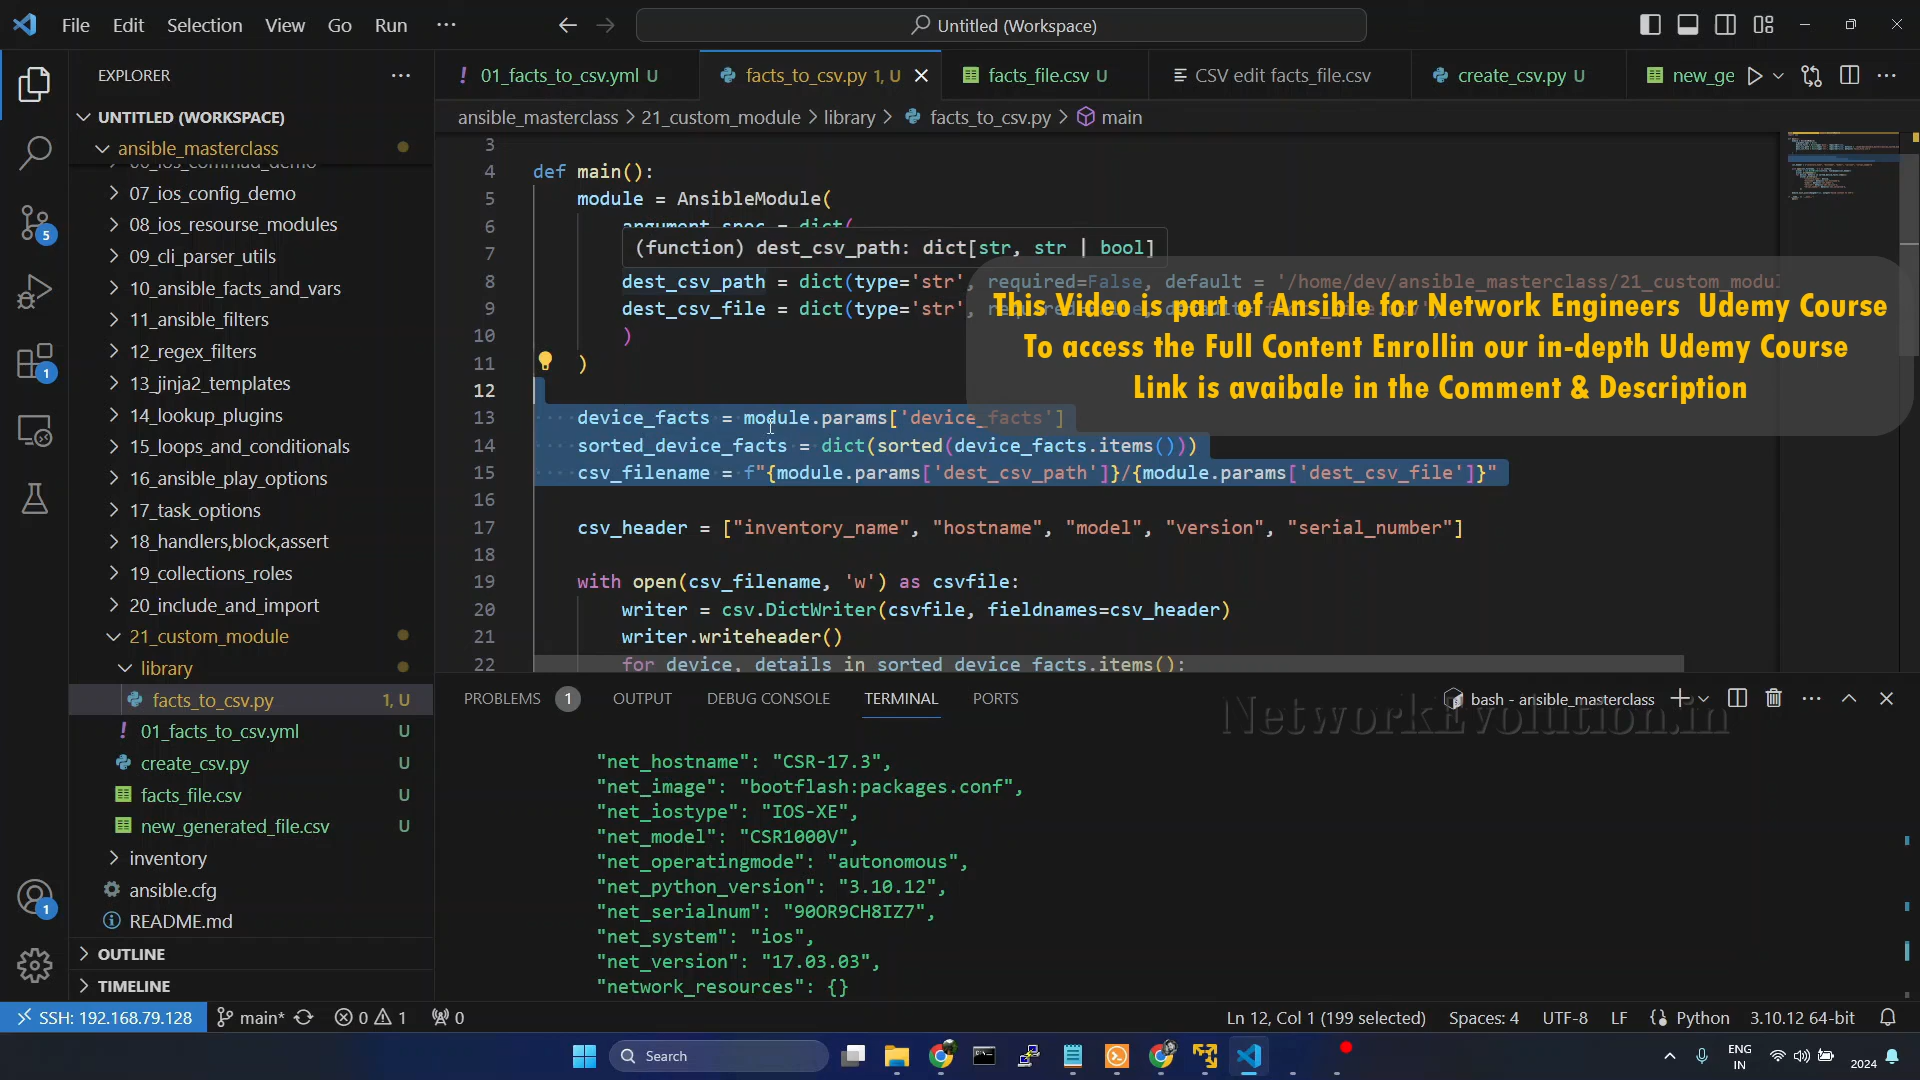 File Edit Selection View Go Run ···
Untitled (Workspace)
EXPLORER
UNTITLED (WORKSPACE)
ansible_masterclass
07_ios_config_demo
08_ios_resourse_modules
09_cli_parser_utils
10_ansible_facts_and_vars
11_ansible_filters
12_regex_filters
13_jinja2_templates
14_lookup_plugins
15_loops_and_conditionals
16_ansible_play_options
17_task_options
18_handlers,block,assert
19_collections_roles
20_include_and_import
21_custom_module
library
facts_to_csv.py 1, U
01_facts_to_csv.yml U
create_csv.py U
facts_file.csv U
new_generated_file.csv U
inventory
ansible.cfg
README.md
OUTLINE
TIMELINE
5
1
1
! 01_facts_to_csv.yml U facts_to_csv.py 1, U facts_file.csv U CSV edit facts_file.csv create_csv.py U new_ge
ansible_masterclass > 21_custom_module > library > facts_to_csv.py > main
3
4 def main():
5 module = AnsibleModule(
6 argument_spec = dict(
7 (function) dest_csv_path: dict[str, str | bool]
8 dest_csv_path = dict(type='str', required=False, default = '/home/dev/ansible_masterclass/21_custom_modul
9 dest_csv_file = dict(type='str',
10 )
11 )
12
13 device_facts = module.params['device_facts']
14 sorted_device_facts = dict(sorted(device_facts.items()))
15 csv_filename = f"{module.params['dest_csv_path']}/{module.params['dest_csv_file']}"
16
17 csv_header = ["inventory_name", "hostname", "model", "version", "serial_number"]
18
19 with open(csv_filename, 'w') as csvfile:
20 writer = csv.DictWriter(csvfile, fieldnames=csv_header)
21 writer.writeheader()
22 for device, details in sorted_device_facts.items():
This Video is part of Ansible for Network Engineers Udemy Course
To access the Full Content Enrollin our in-depth Udemy Course
Link is avaibale in the Comment & Description
PROBLEMS 1 OUTPUT DEBUG CONSOLE TERMINAL PORTS
bash - ansible_masterclass
NetworkEvolution.in
"net_hostname": "CSR-17.3",
"net_image": "bootflash:packages.conf",
"net_iostype": "IOS-XE",
"net_model": "CSR1000V",
"net_operatingmode": "autonomous",
"net_python_version": "3.10.12",
"net_serialnum": "90OR9CH8IZ7",
"net_system": "ios",
"net_version": "17.03.03",
"network_resources": {}
SSH: 192.168.79.128 main* 0 1 0
Ln 12, Col 1 (199 selected) Spaces: 4 UTF-8 LF Python 3.10.12 64-bit
Search
ENG
IN
2024